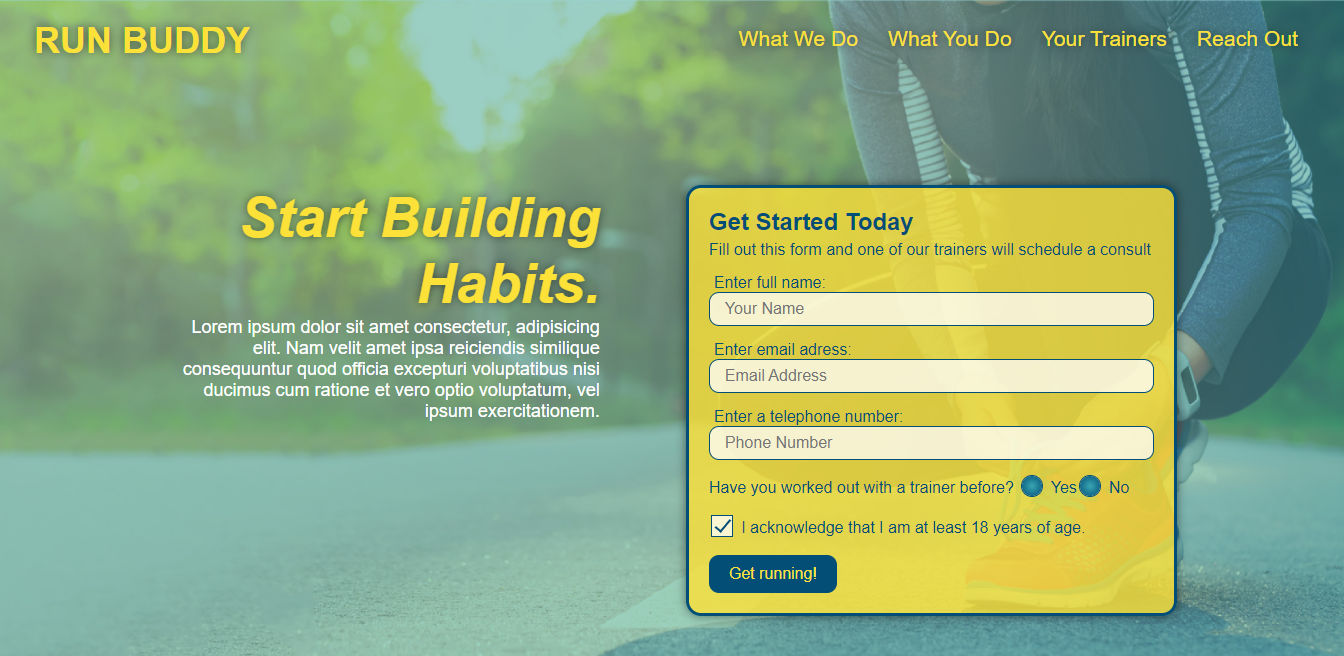 RUN BUDDY
What We Do What You Do Your Trainers Reach Out
Start Building
Habits.
Lorem ipsum dolor sit amet consectetur, adipisicing
elit. Nam velit amet ipsa reiciendis similique
consequuntur quod officia excepturi voluptatibus nisi
ducimus cum ratione et vero optio voluptatum, vel
ipsum exercitationem.
Get Started Today
Fill out this form and one of our trainers will schedule a consult
Enter full name:
Your Name
Enter email adress:
Email Address
Enter a telephone number:
Phone Number
Have you worked out with a trainer before? Yes No
I acknowledge that I am at least 18 years of age.
Get running!